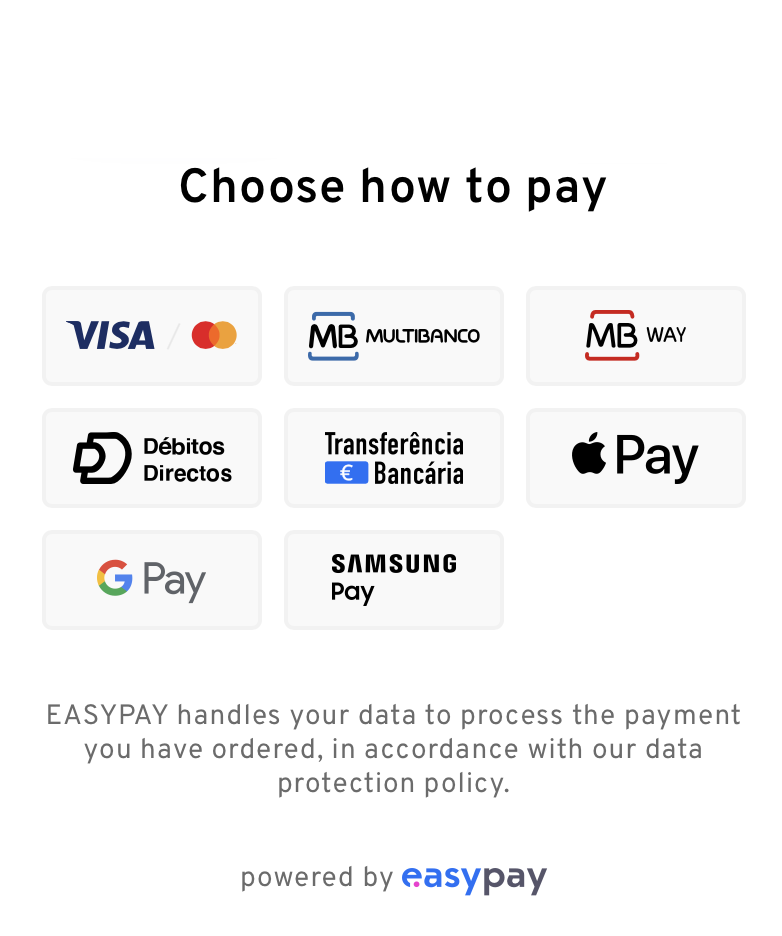 Choose how to pay
VISA
MB MULTIBANCO
MB WAY
Débitos
Directos
Transferência
€ Bancária
Pay
G Pay
SAMSUNG
Pay
EASYPAY handles your data to process the payment
you have ordered, in accordance with our data
protection policy.
powered by easypay